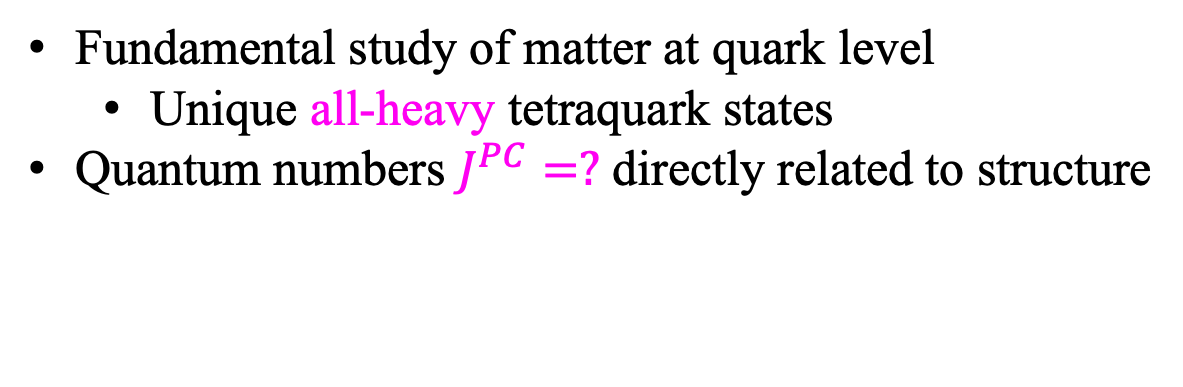 • Fundamental study of matter at quark level
• Unique all-heavy tetraquark states
• Quantum numbers J^{PC} =? directly related to structure